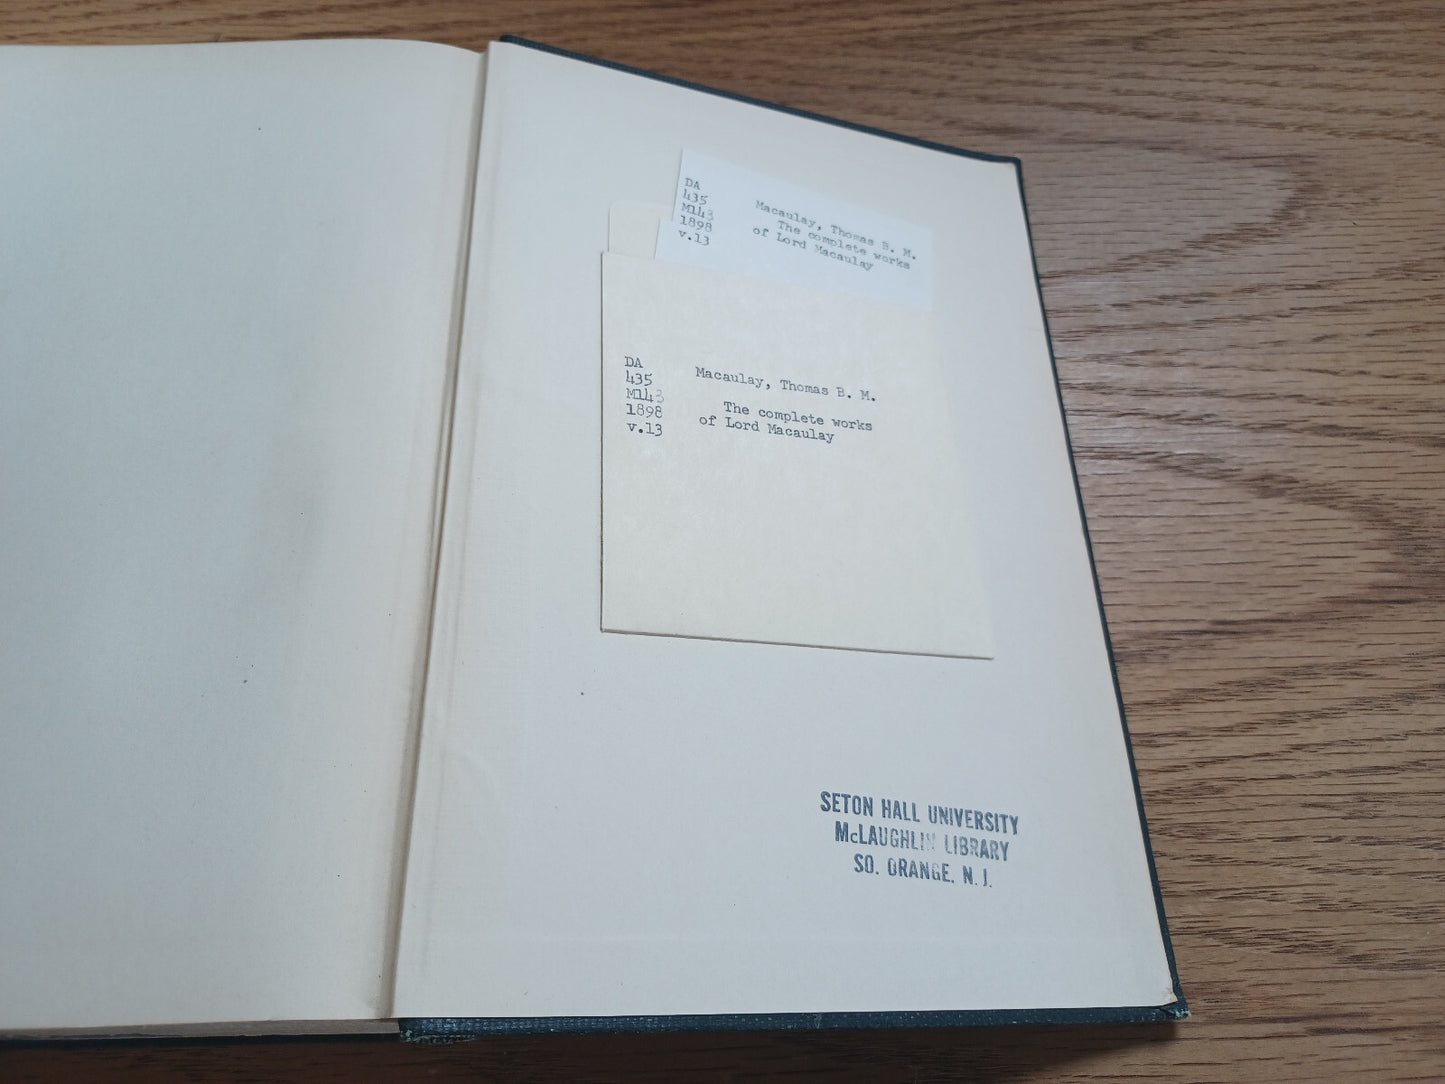 DA
435
M143
1898
v.13
Macaulay, Thomas B. M.
The complete works
of Lord Macaulay
DA
435
M143
1898
v.13
Macaulay, Thomas B. M.
The complete works
of Lord Macaulay
SETON HALL UNIVERSITY
McLAUGHLIN LIBRARY
SO. ORANGE, N. J.